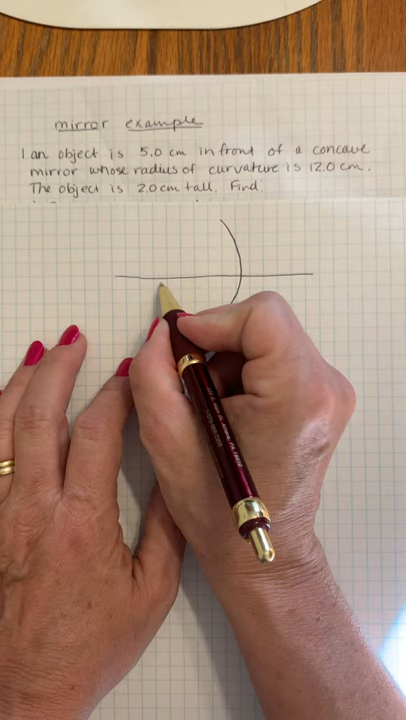 mirror example
1 an object is 5.0 cm in front of a concave
mirror whose radius of curvature is 12.0 cm.
The object is 2.0 cm tall. Find: